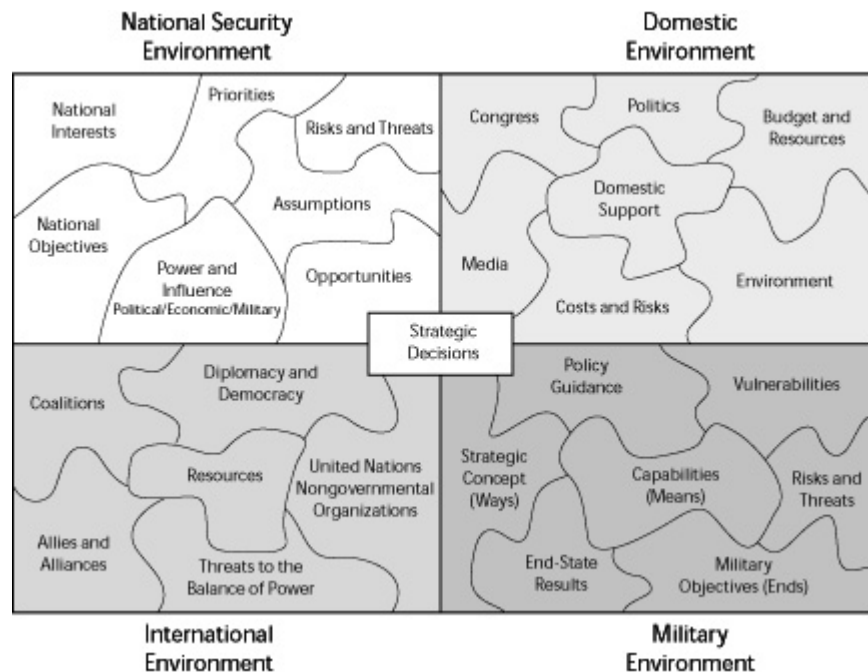 National Security
Environment
Domestic
Environment
National
Interests
Priorities
Risks and Threats
National
Objectives
Assumptions
Power and
Influence
Political/Economic/Military
Opportunities
Congress
Politics
Budget and
Resources
Domestic
Support
Media
Costs and Risks
Environment
Strategic
Decisions
Coalitions
Diplomacy and
Democracy
Resources
United Nations
Nongovernmental
Organizations
Allies and
Alliances
Threats to the
Balance of Power
Policy
Guidance
Vulnerabilities
Strategic
Concept
(Ways)
Capabilities
(Means)
Risks and
Threats
End-State
Results
Military
Objectives (Ends)
International
Environment
Military
Environment